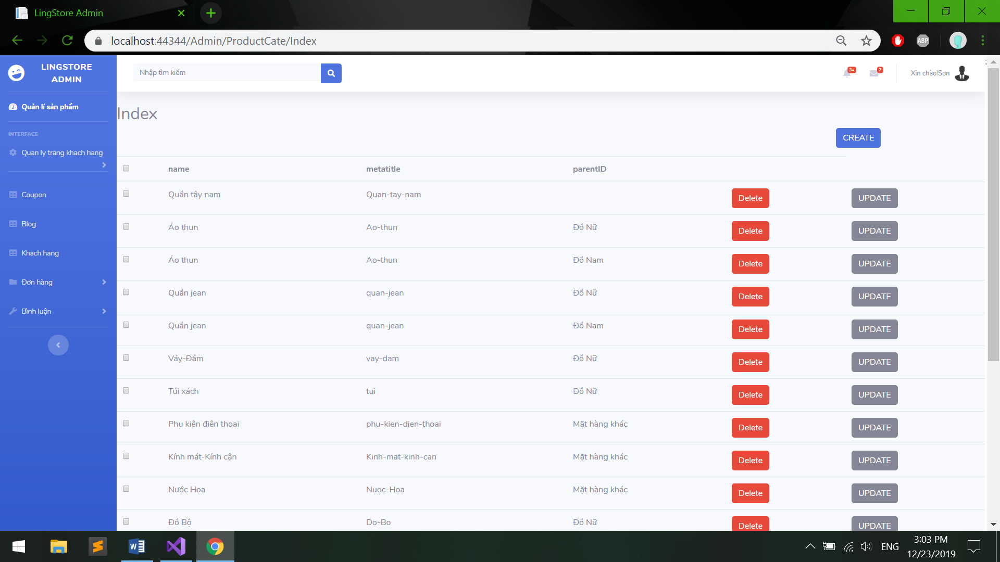 LingStore Admin
localhost:44344/Admin/ProductCate/Index
ABP
LINGSTORE
ADMIN
Nhập tìm kiếm
3+
7
Xin chào!Son
;
Quản lí sản phẩm
INTERFACE
Quan ly trang khach hang
Coupon
Blog
Khach hang
Đơn hàng
Bình luận
Index
CREATE
name metatitle parentID
Quần tây nam Quan-tay-nam Delete UPDATE
Áo thun Ao-thun Đồ Nữ Delete UPDATE
Áo thun Ao-thun Đồ Nam Delete UPDATE
Quần jean quan-jean Đồ Nữ Delete UPDATE
Quần jean quan-jean Đồ Nam Delete UPDATE
Váy-Đầm vay-dam Đồ Nữ Delete UPDATE
Túi xách tui Đồ Nữ Delete UPDATE
Phụ kiện điện thoại phu-kien-dien-thoai Mặt hàng khác Delete UPDATE
Kính mát-Kính cận Kinh-mat-kinh-can Mặt hàng khác Delete UPDATE
Nước Hoa Nuoc-Hoa Mặt hàng khác Delete UPDATE
Đồ Bộ Do-Bo Đồ Nữ Delete UPDATE
ENG
3:03 PM
12/23/2019